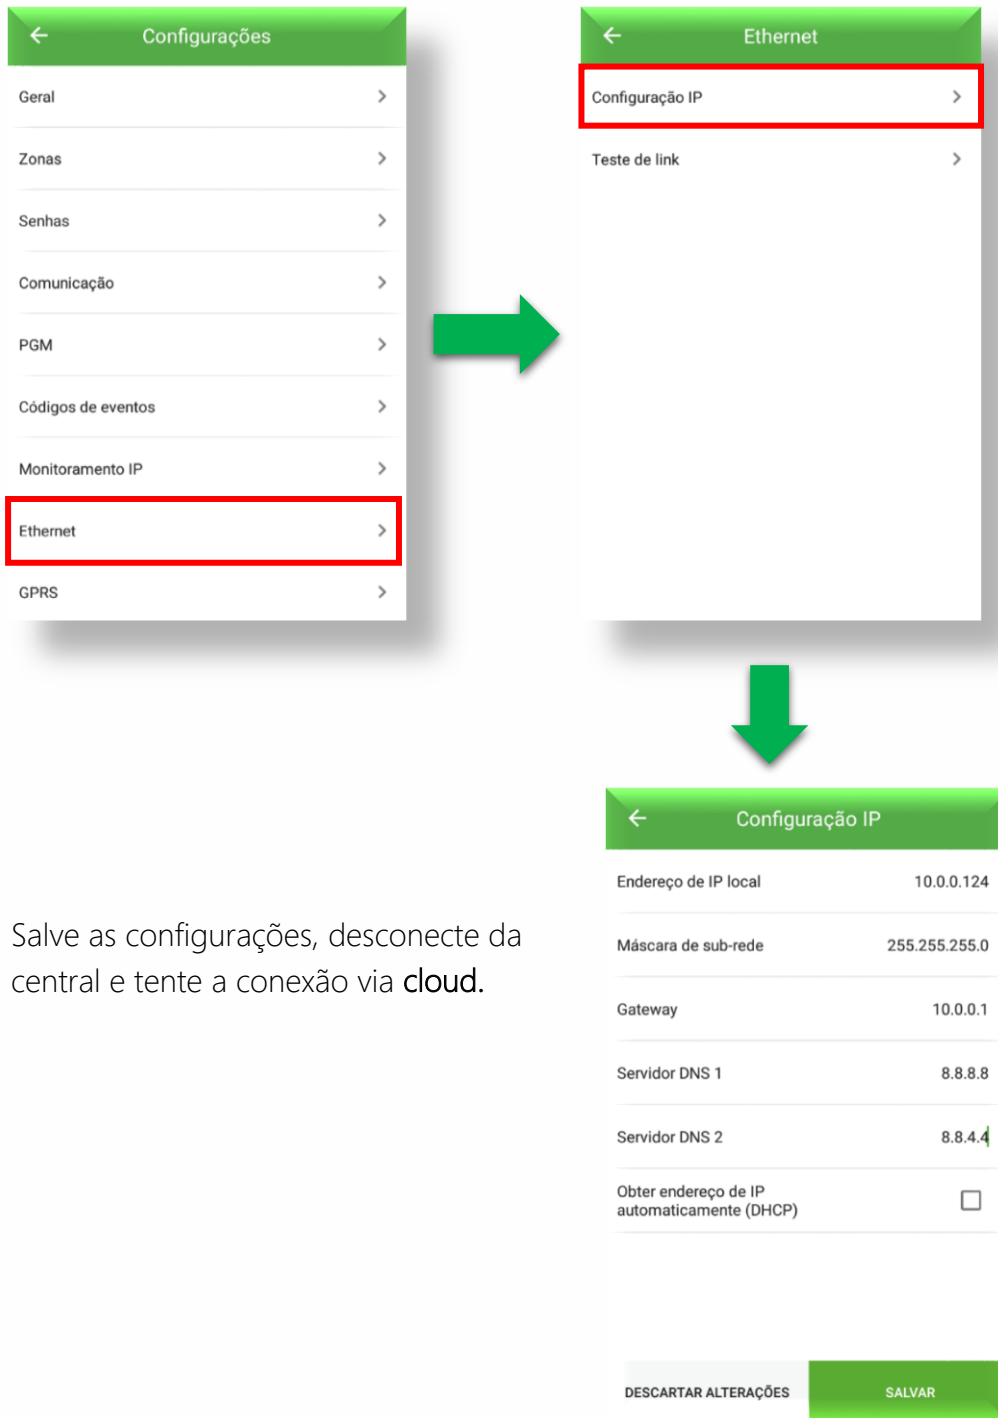 Configurações
Geral
Zonas
Senhas
Comunicação
PGM
Códigos de eventos
Monitoramento IP
Ethernet
GPRS
Ethernet
Configuração IP
Teste de link
Salve as configurações, desconecte da
central e tente a conexão via cloud.
Configuração IP
Endereço de IP local 10.0.0.124
Máscara de sub-rede 255.255.255.0
Gateway 10.0.0.1
Servidor DNS 1 8.8.8.8
Servidor DNS 2 8.8.4.4
Obter endereço de IP
automaticamente (DHCP)
DESCARTAR ALTERAÇÕES SALVAR